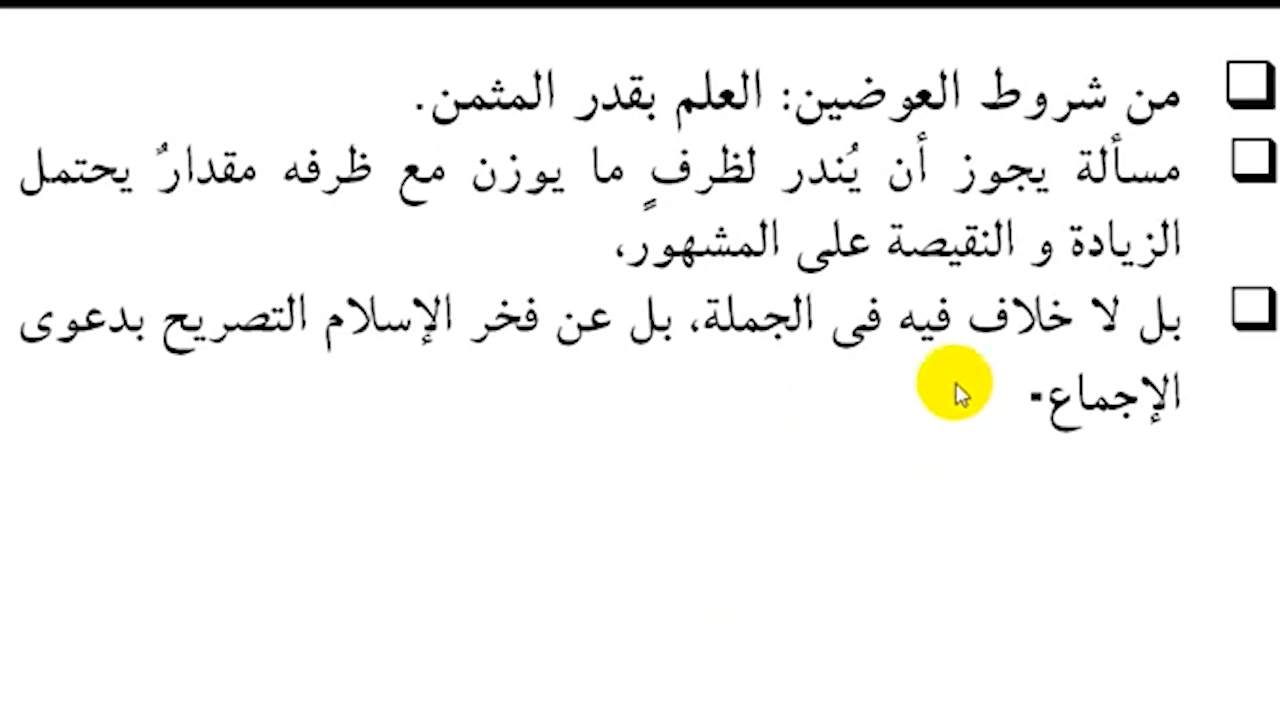 من شروط العوضين: العلم بقدر المثمن.
مسألة يجوز أن يُندر لظرفٍ ما يوزن مع ظرفه مقدارٌ يحتمل
الزيادة و النقيصة على المشهور،
بل لا خلاف فيه فى الجملة، بل عن فخر الإسلام التصريح بدعوى
الإجماع-